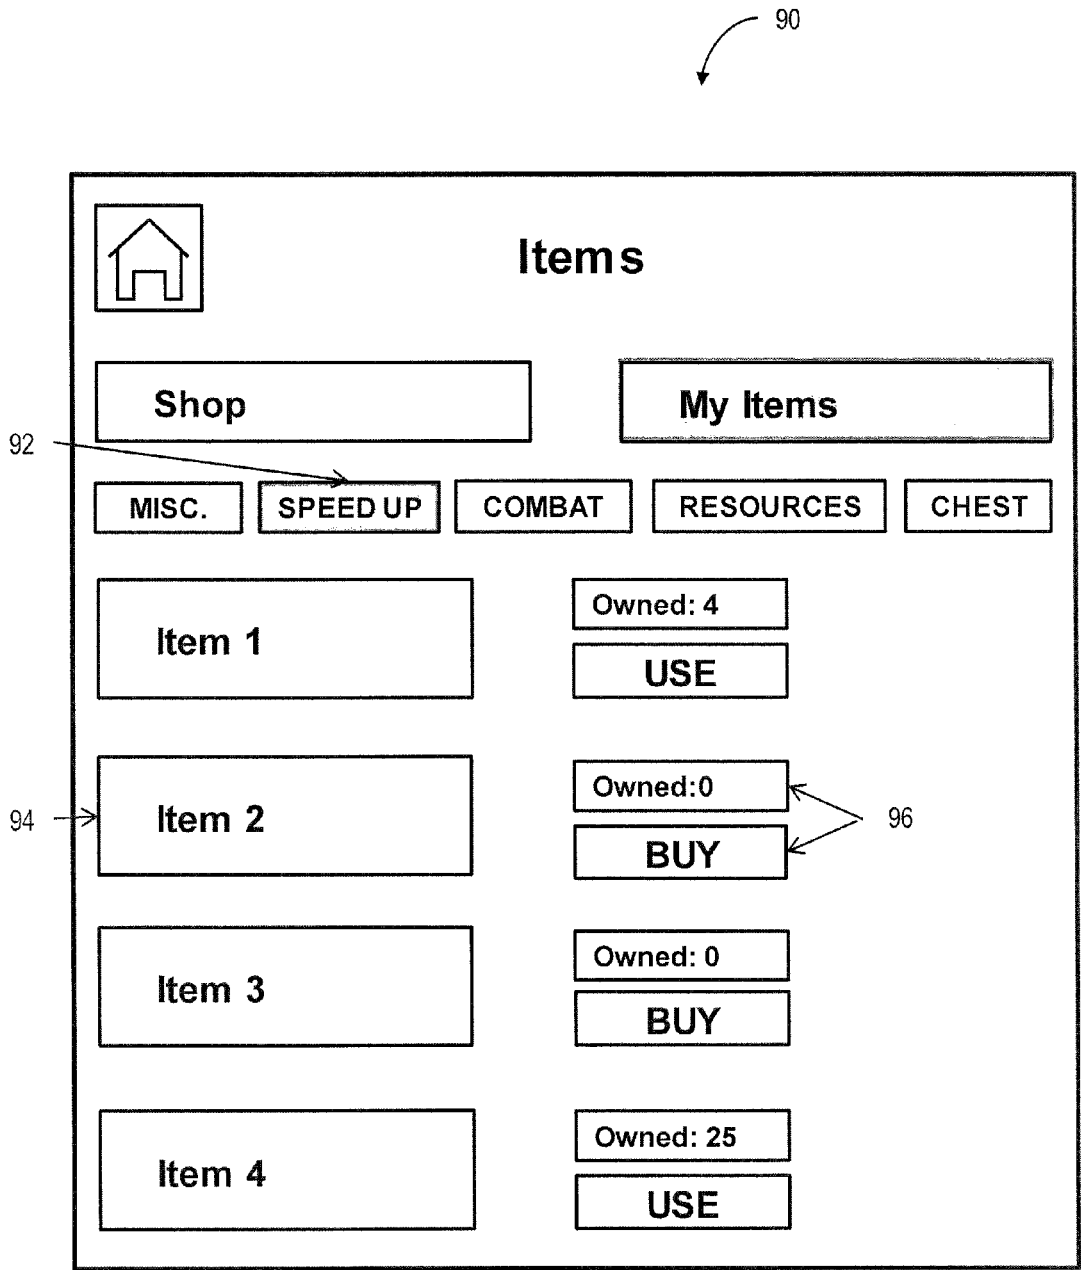 90
Items
Shop My Items
92
MISC. SPEED UP COMBAT RESOURCES CHEST
Item 1
Owned: 4
USE
94
Item 2
Owned:0
BUY
96
Item 3
Owned: 0
BUY
Item 4
Owned: 25
USE